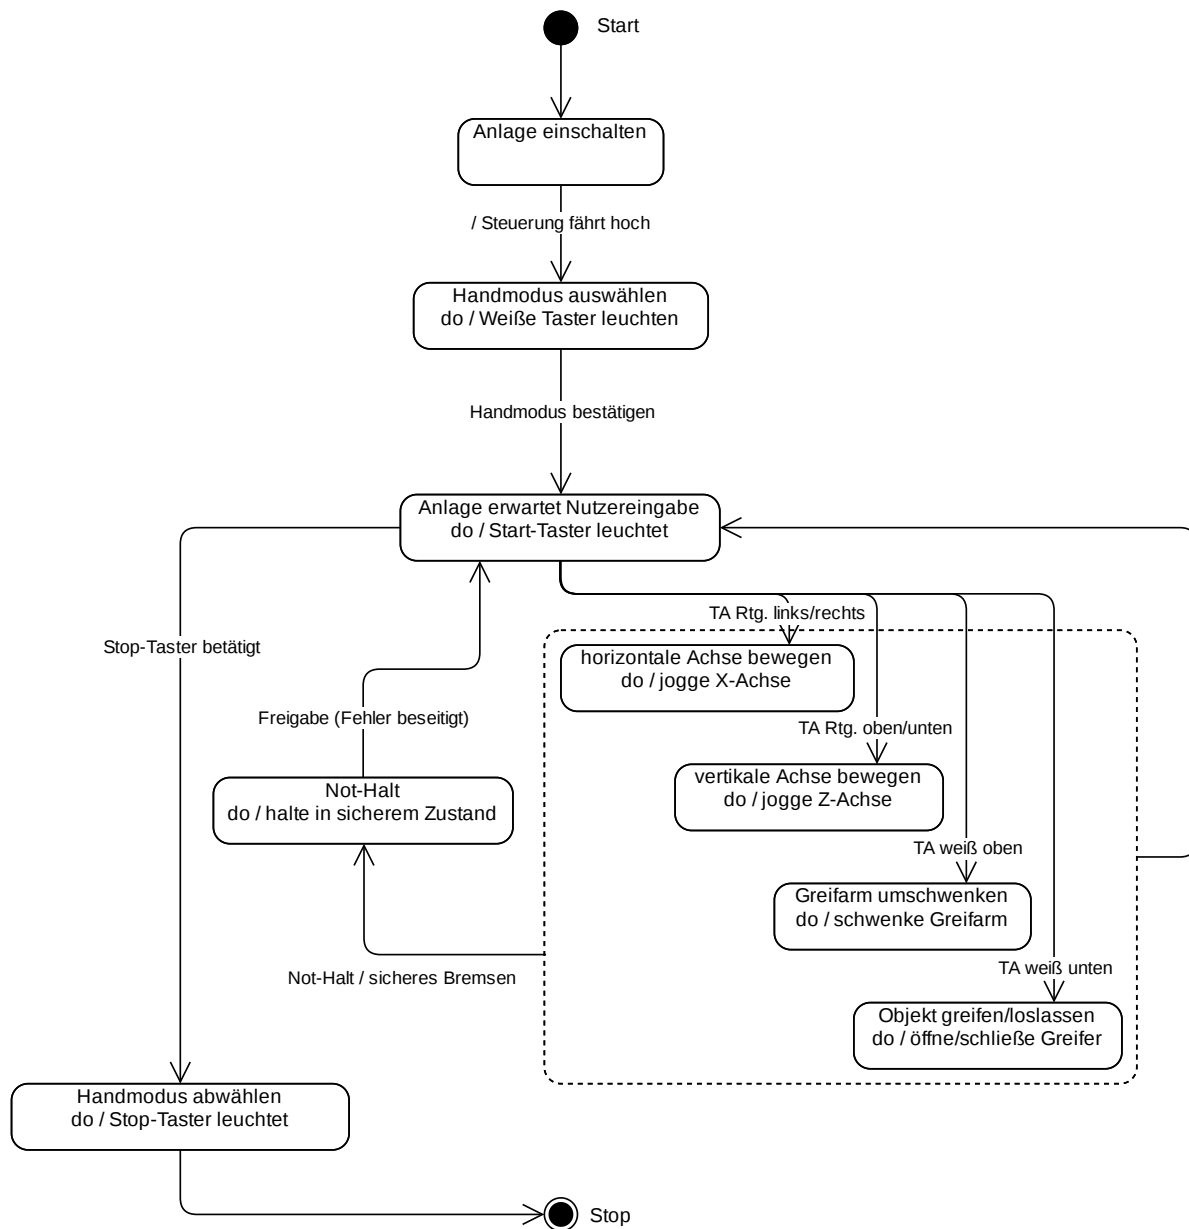 Start
Anlage einschalten
/ Steuerung fährt hoch
Handmodus auswählen
do / Weiße Taster leuchten
Handmodus bestätigen
Anlage erwartet Nutzereingabe
do / Start-Taster leuchtet
TA Rtg. links/rechts
Stop-Taster betätigt
horizontale Achse bewegen
do / jogge X-Achse
Freigabe (Fehler beseitigt)
TA Rtg. oben/unten
vertikale Achse bewegen
do / jogge Z-Achse
Not-Halt
do / halte in sicherem Zustand
TA weiß oben
Greifarm umschwenken
do / schwenke Greifarm
Not-Halt / sicheres Bremsen
TA weiß unten
Objekt greifen/loslassen
do / öffne/schließe Greifer
Handmodus abwählen
do / Stop-Taster leuchtet
Stop